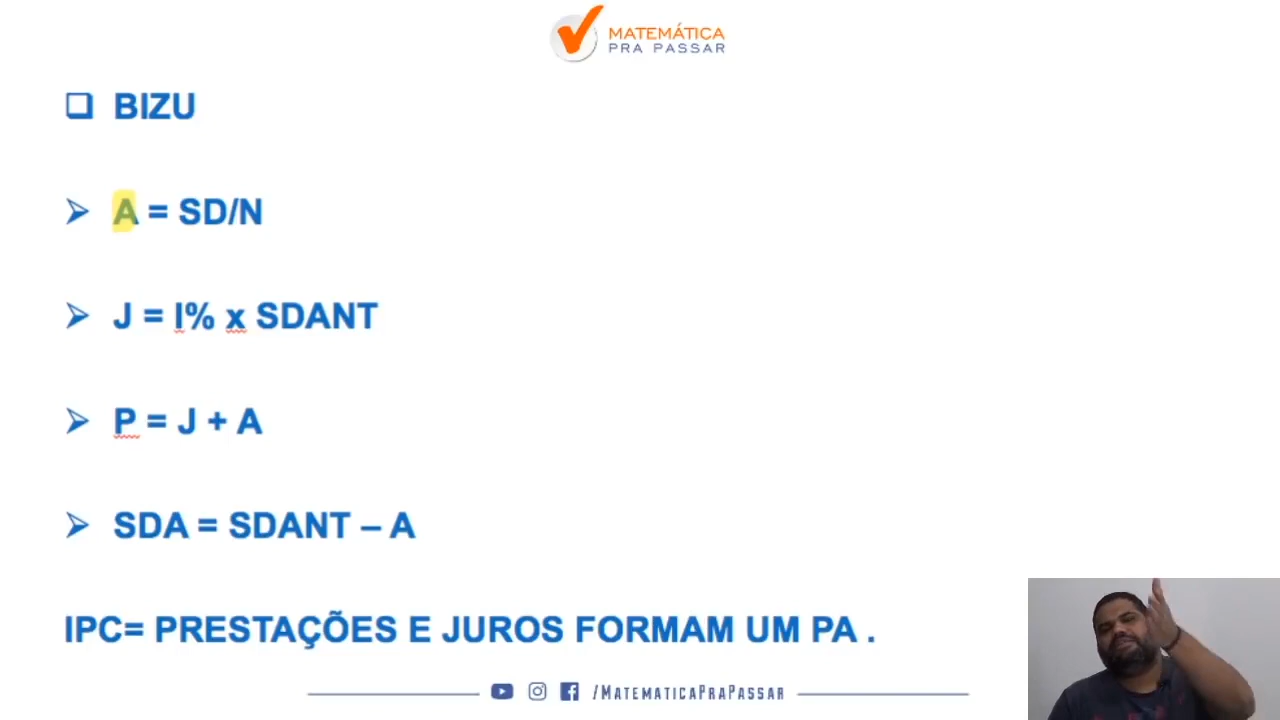 MATEMÁTICA
PRA PASSAR
BIZU
A = SD/N
J = I% x SDANT
P = J + A
SDA = SDANT – A
IPC= PRESTAÇÕES E JUROS FORMAM UM PA .
/MATEMATICAPRAPASSAR